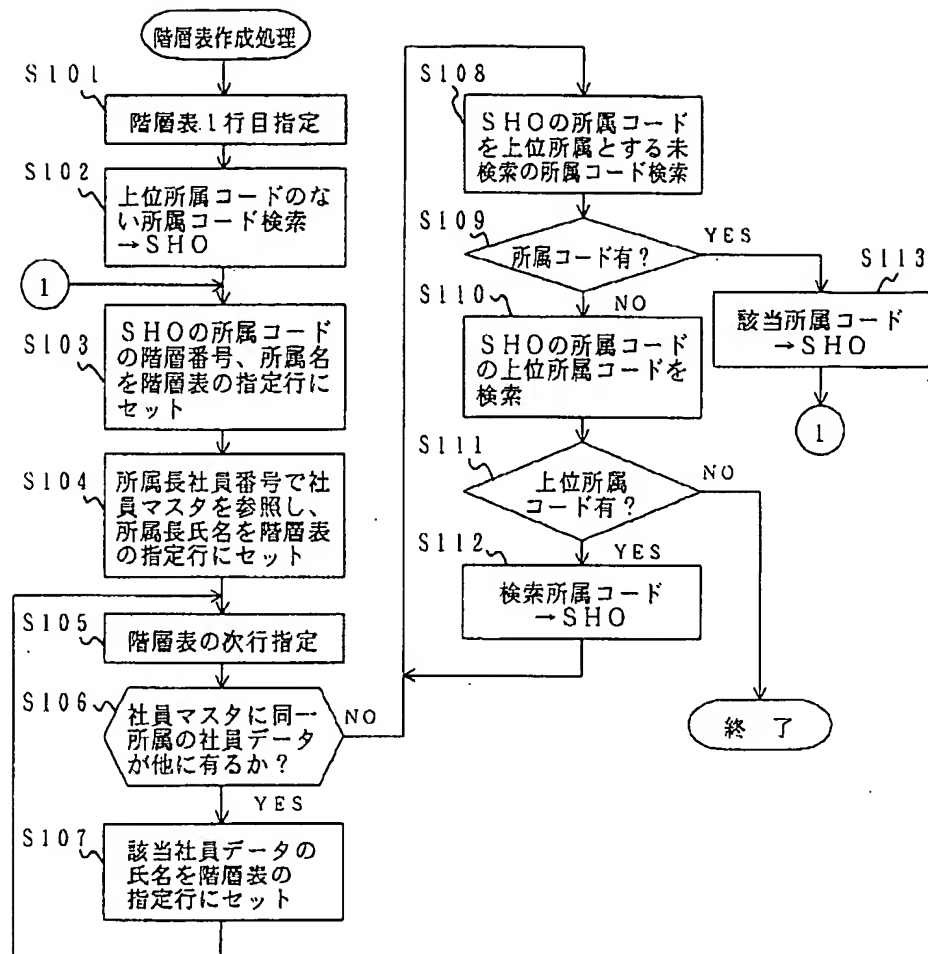 階層表作成処理
S101
階層表1行目指定
S102
上位所属コードのな
い所属コード検索
→SHO
1
S103
SHOの所属コード
の階層番号、所属名
を階層表の指定行に
セット
S104
所属長社員番号で社
員マスタを参照し、
所属長氏名を階層表
の指定行にセット
S105
階層表の次行指定
S106
社員マスタに同一
所属の社員データ
が他に有るか?
NO
YES
S107
該当社員データの
氏名を階層表の
指定行にセット
S108
SHOの所属コード
を上位所属とする未
検索の所属コード検索
S109
所属コード有?
YES
NO
S113
該当所属コード
→SHO
1
S110
SHOの所属コード
の上位所属コードを
検索
S111
上位所属
コード有?
NO
YES
S112
検索所属コード
→SHO
終了